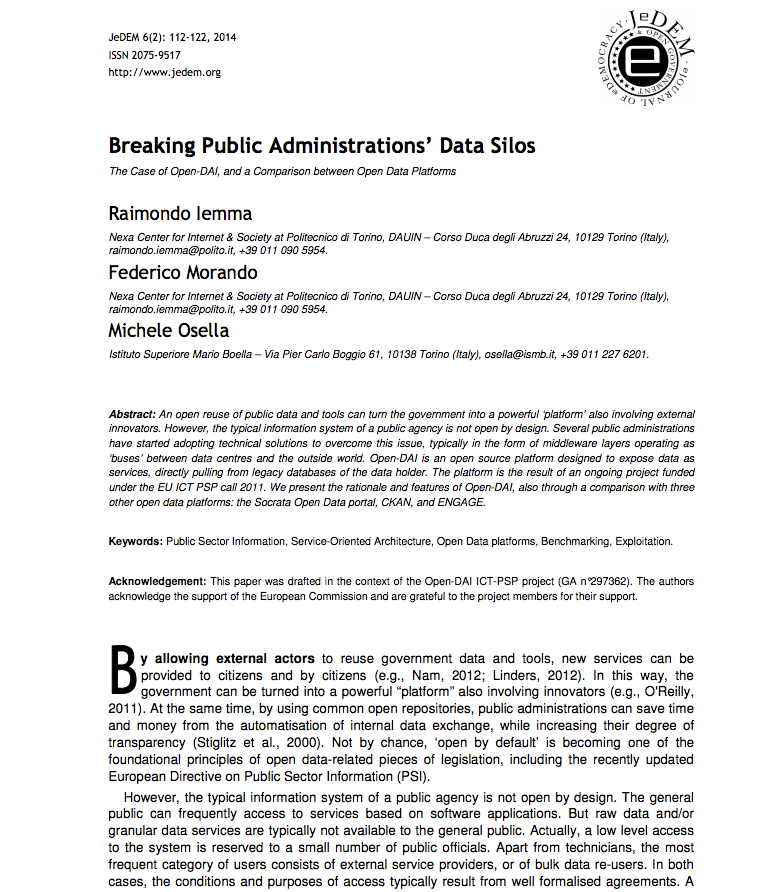 JeDEM 6(2): 112-122, 2014
ISSN 2075-9517
http://www.jedem.org
JeDEM
& OPEN GOVERNMENT
eJOURNAL OF eDEMOCRACY
e
Breaking Public Administrations' Data Silos
The Case of Open-DAI, and a Comparison between Open Data Platforms
Raimondo Iemma
Nexa Center for Internet & Society at Politecnico di Torino, DAUIN – Corso Duca degli Abruzzi 24, 10129 Torino (Italy),
raimondo.iemma@polito.it, +39 011 090 5954.
Federico Morando
Nexa Center for Internet & Society at Politecnico di Torino, DAUIN – Corso Duca degli Abruzzi 24, 10129 Torino (Italy),
raimondo.iemma@polito.it, +39 011 090 5954.
Michele Osella
Istituto Superiore Mario Boella – Via Pier Carlo Boggio 61, 10138 Torino (Italy), osella@ismb.it, +39 011 227 6201.
Abstract: An open reuse of public data and tools can turn the government into a powerful 'platform' also involving external
innovators. However, the typical information system of a public agency is not open by design. Several public administrations
have started adopting technical solutions to overcome this issue, typically in the form of middleware layers operating as
'buses' between data centres and the outside world. Open-DAI is an open source platform designed to expose data as
services, directly pulling from legacy databases of the data holder. The platform is the result of an ongoing project funded
under the EU ICT PSP call 2011. We present the rationale and features of Open-DAI, also through a comparison with three
other open data platforms: the Socrata Open Data portal, CKAN, and ENGAGE.
Keywords: Public Sector Information, Service-Oriented Architecture, Open Data platforms, Benchmarking, Exploitation.
Acknowledgement: This paper was drafted in the context of the Open-DAI ICT-PSP project (GA n°297362). The authors
acknowledge the support of the European Commission and are grateful to the project members for their support.
By allowing external actors to reuse government data and tools, new services can be
provided to citizens and by citizens (e.g., Nam, 2012; Linders, 2012). In this way, the
government can be turned into a powerful “platform” also involving innovators (e.g., O'Reilly,
2011). At the same time, by using common open repositories, public administrations can save time
and money from the automatisation of internal data exchange, while increasing their degree of
transparency (Stiglitz et al., 2000). Not by chance, 'open by default' is becoming one of the
foundational principles of open data-related pieces of legislation, including the recently updated
European Directive on Public Sector Information (PSI).
However, the typical information system of a public agency is not open by design. The general
public can frequently access to services based on software applications. But raw data and/or
granular data services are typically not available to the general public. Actually, a low level access
to the system is reserved to a small number of public officials. Apart from technicians, the most
frequent category of users consists of external service providers, or of bulk data re-users. In both
cases, the conditions and purposes of access typically result from well formalised agreements. A